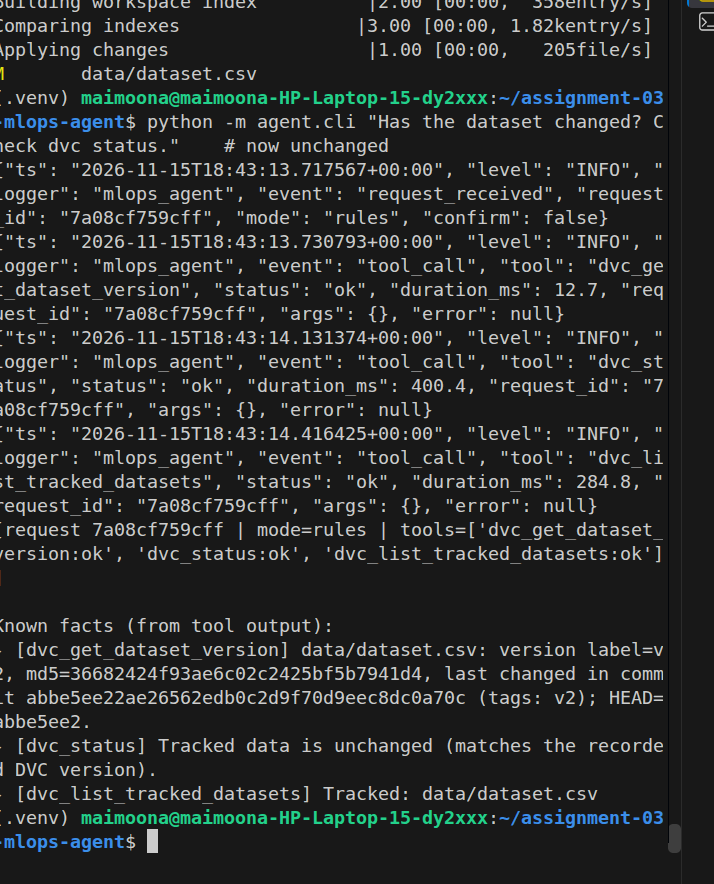 Building workspace index          |2.00 [00:00,  358entry/s]
Comparing indexes                |3.00 [00:00, 1.82kentry/s]
Applying changes                  |1.00 [00:00,   205file/s]
M       data/dataset.csv
(.venv) maimoona@maimoona-HP-Laptop-15-dy2xxx:~/assignment-03
-mlops-agent$ python -m agent.cli "Has the dataset changed? C
heck dvc status."    # now unchanged
{"ts": "2026-11-15T18:43:13.717567+00:00", "level": "INFO", "
logger": "mlops_agent", "event": "request_received", "request
_id": "7a08cf759cff", "mode": "rules", "confirm": false}
{"ts": "2026-11-15T18:43:13.730793+00:00", "level": "INFO", "
logger": "mlops_agent", "event": "tool_call", "tool": "dvc_ge
t_dataset_version", "status": "ok", "duration_ms": 12.7, "req
uest_id": "7a08cf759cff", "args": {}, "error": null}
{"ts": "2026-11-15T18:43:14.131374+00:00", "level": "INFO", "
logger": "mlops_agent", "event": "tool_call", "tool": "dvc_st
atus", "status": "ok", "duration_ms": 400.4, "request_id": "7
a08cf759cff", "args": {}, "error": null}
{"ts": "2026-11-15T18:43:14.416425+00:00", "level": "INFO", "
logger": "mlops_agent", "event": "tool_call", "tool": "dvc_li
st_tracked_datasets", "status": "ok", "duration_ms": 284.8, "
request_id": "7a08cf759cff", "args": {}, "error": null}
[request 7a08cf759cff | mode=rules | tools=['dvc_get_dataset_
version:ok', 'dvc_status:ok', 'dvc_list_tracked_datasets:ok']
]
Known facts (from tool output):
- [dvc_get_dataset_version] data/dataset.csv: version label=v
2, md5=36682424f93ae6c02c2425bf5b7941d4, last changed in comm
it abbe5ee22ae26562edb0c2d9f70d9eec8dc0a70c (tags: v2); HEAD=
abbe5ee2.
- [dvc_status] Tracked data is unchanged (matches the recorde
d DVC version).
- [dvc_list_tracked_datasets] Tracked: data/dataset.csv
(.venv) maimoona@maimoona-HP-Laptop-15-dy2xxx:~/assignment-03
-mlops-agent$